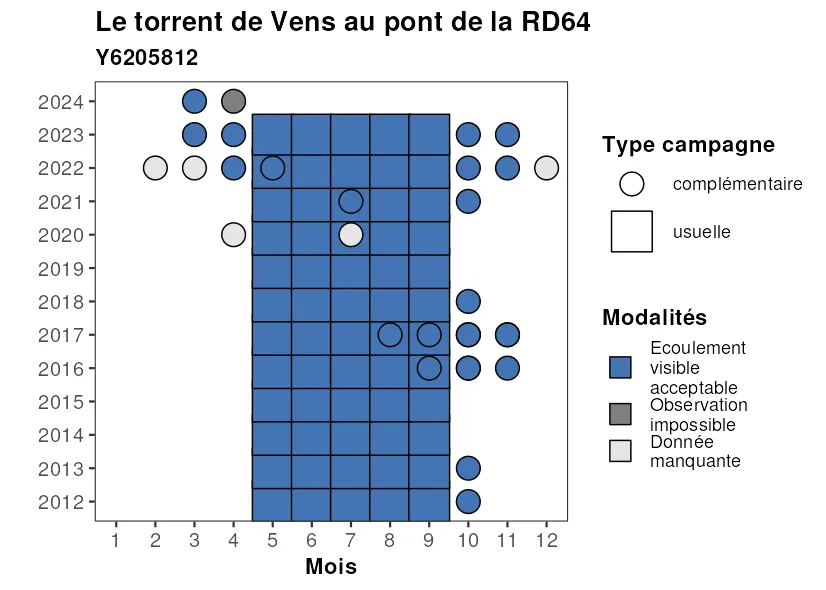 Le torrent de Vens au pont de la RD64
Y6205812
2024
2023
2022
2021
2020
2019
2018
2017
2016
2015
2014
2013
2012
1 2 3 4 5 6 7 8 9 10 11 12
Mois
Type campagne
complémentaire
usuelle
Modalités
Ecoulement
visible
acceptable
Observation
impossible
Donnée
manquante